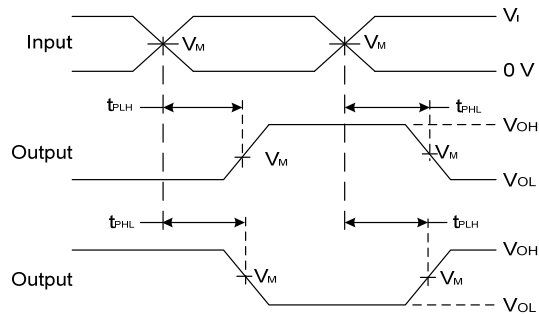 VI
Input VM VM
0 V
tPLH tPHL
VOH
Output VM VM
VOL
tPHL tPLH
VOH
Output VM VM
VOL